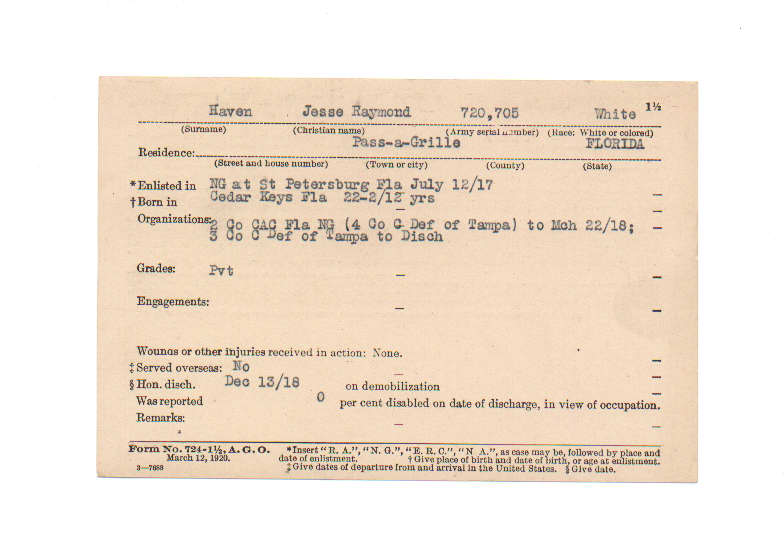 Haven Jesse Raymond 720,705 White 1½
(Surname) (Christian name) (Army serial number) (Race: White or colored)
Pass-a-Grille FLORIDA
Residence:
(Street and house number) (Town or city) (County) (State)
*Enlisted in NG at St Petersburg Fla July 12/17
†Born in Cedar Keys Fla 22-2/12 yrs
Organizations: 2 Co CAC Fla NG (4 Co C Def of Tampa) to Mch 22/18;
3 Co C Def of Tampa to Disch
Grades: Pvt
Engagements:
Wounds or other injuries received in action: None.
‡Served overseas: No
§Hon. disch. Dec 13/18 on demobilization
Was reported 0 per cent disabled on date of discharge, in view of occupation.
Remarks:
Form No. 724-1½, A. G. O. *Insert "R. A.", "N. G.", "E. R. C.", "N A.", as case may be, followed by place and
March 12, 1920. date of enlistment. †Give place of birth and date of birth, or age at enlistment.
3—7688 ‡Give dates of departure from and arrival in the United States. §Give date.